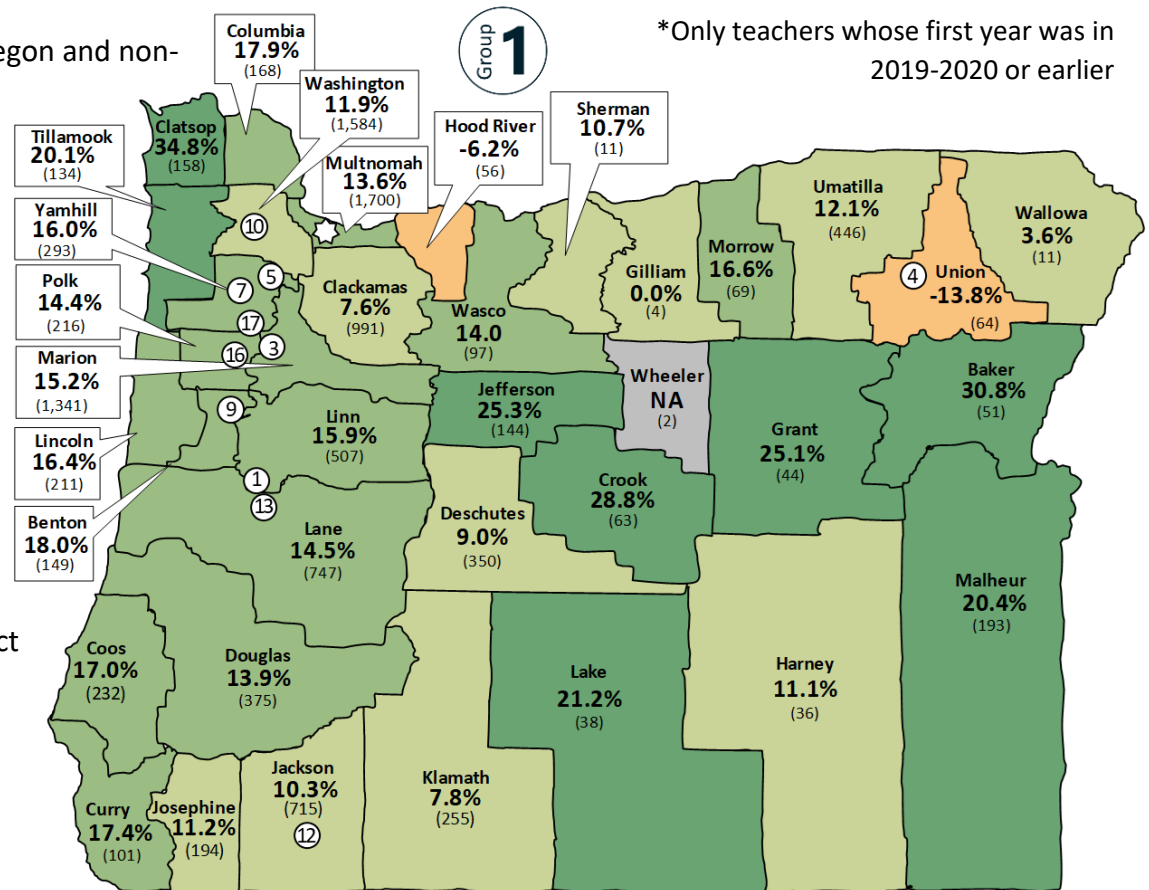 egon and non-
Group 1
*Only teachers whose first year was in
2019-2020 or earlier
Columbia
17.9%
(168)
Washington
11.9%
(1,584)
Multnomah
13.6%
(1,700)
Hood River
-6.2%
(56)
Sherman
10.7%
(11)
Tillamook
20.1%
(134)
Clatsop
34.8%
(158)
Yamhill
16.0%
(293)
Polk
14.4%
(216)
Marion
15.2%
(1,341)
Lincoln
16.4%
(211)
Benton
18.0%
(149)
10
5
7
17
3
16
9
1
13
Clackamas
7.6%
(991)
Wasco
14.0
(97)
Gilliam
0.0%
(4)
Morrow
16.6%
(69)
Umatilla
12.1%
(446)
4
Union
-13.8%
(64)
Wallowa
3.6%
(11)
Linn
15.9%
(507)
Jefferson
25.3%
(144)
Wheeler
NA
(2)
Grant
25.1%
(44)
Baker
30.8%
(51)
Lane
14.5%
(747)
Deschutes
9.0%
(350)
Crook
28.8%
(63)
Malheur
20.4%
(193)
ct
Coos
17.0%
(232)
Douglas
13.9%
(375)
Lake
21.2%
(38)
Harney
11.1%
(36)
Curry
17.4%
(101)
Josephine
11.2%
(194)
Jackson
10.3%
(715)
12
Klamath
7.8%
(255)